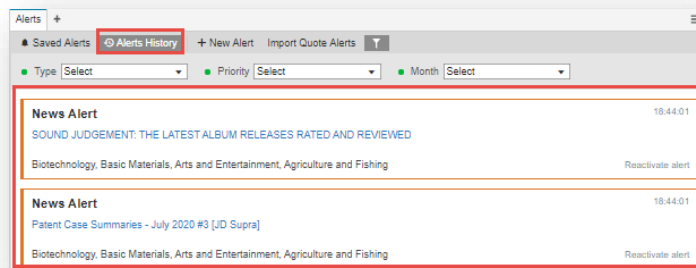 Alerts +
Saved Alerts Alerts History + New Alert Import Quote Alerts
Type Select Priority Select Month Select
News Alert 18:44:01
SOUND JUDGEMENT: THE LATEST ALBUM RELEASES RATED AND REVIEWED
Biotechnology, Basic Materials, Arts and Entertainment, Agriculture and Fishing Reactivate alert
News Alert 18:44:01
Patent Case Summaries - July 2020 #3 [JD Supra]
Biotechnology, Basic Materials, Arts and Entertainment, Agriculture and Fishing Reactivate alert